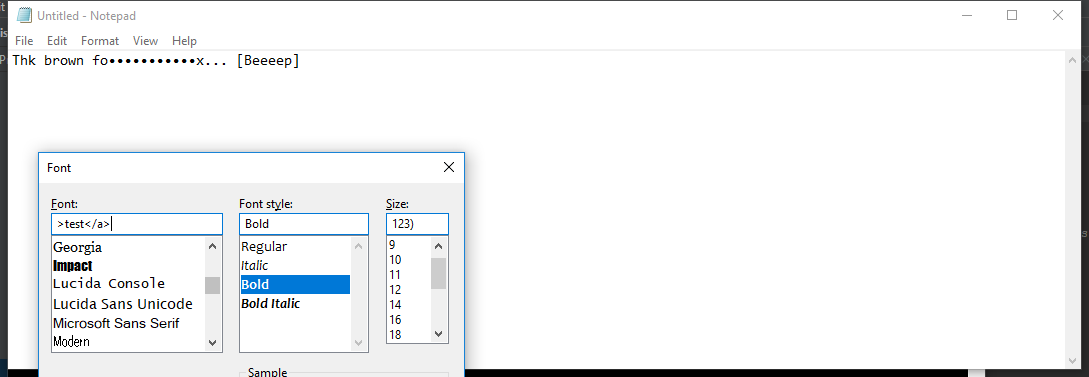 Untitled - Notepad
File Edit Format View Help
Thk brown fo•••••••••••x... [Beeeep]
Font
Font: Font style: Size:
>test</a> Bold 123)
Georgia Regular 9
Impact Italic 10
Lucida Console Bold 11
Lucida Sans Unicode Bold Italic 12
Microsoft Sans Serif 14
Modern 16
18
Sample